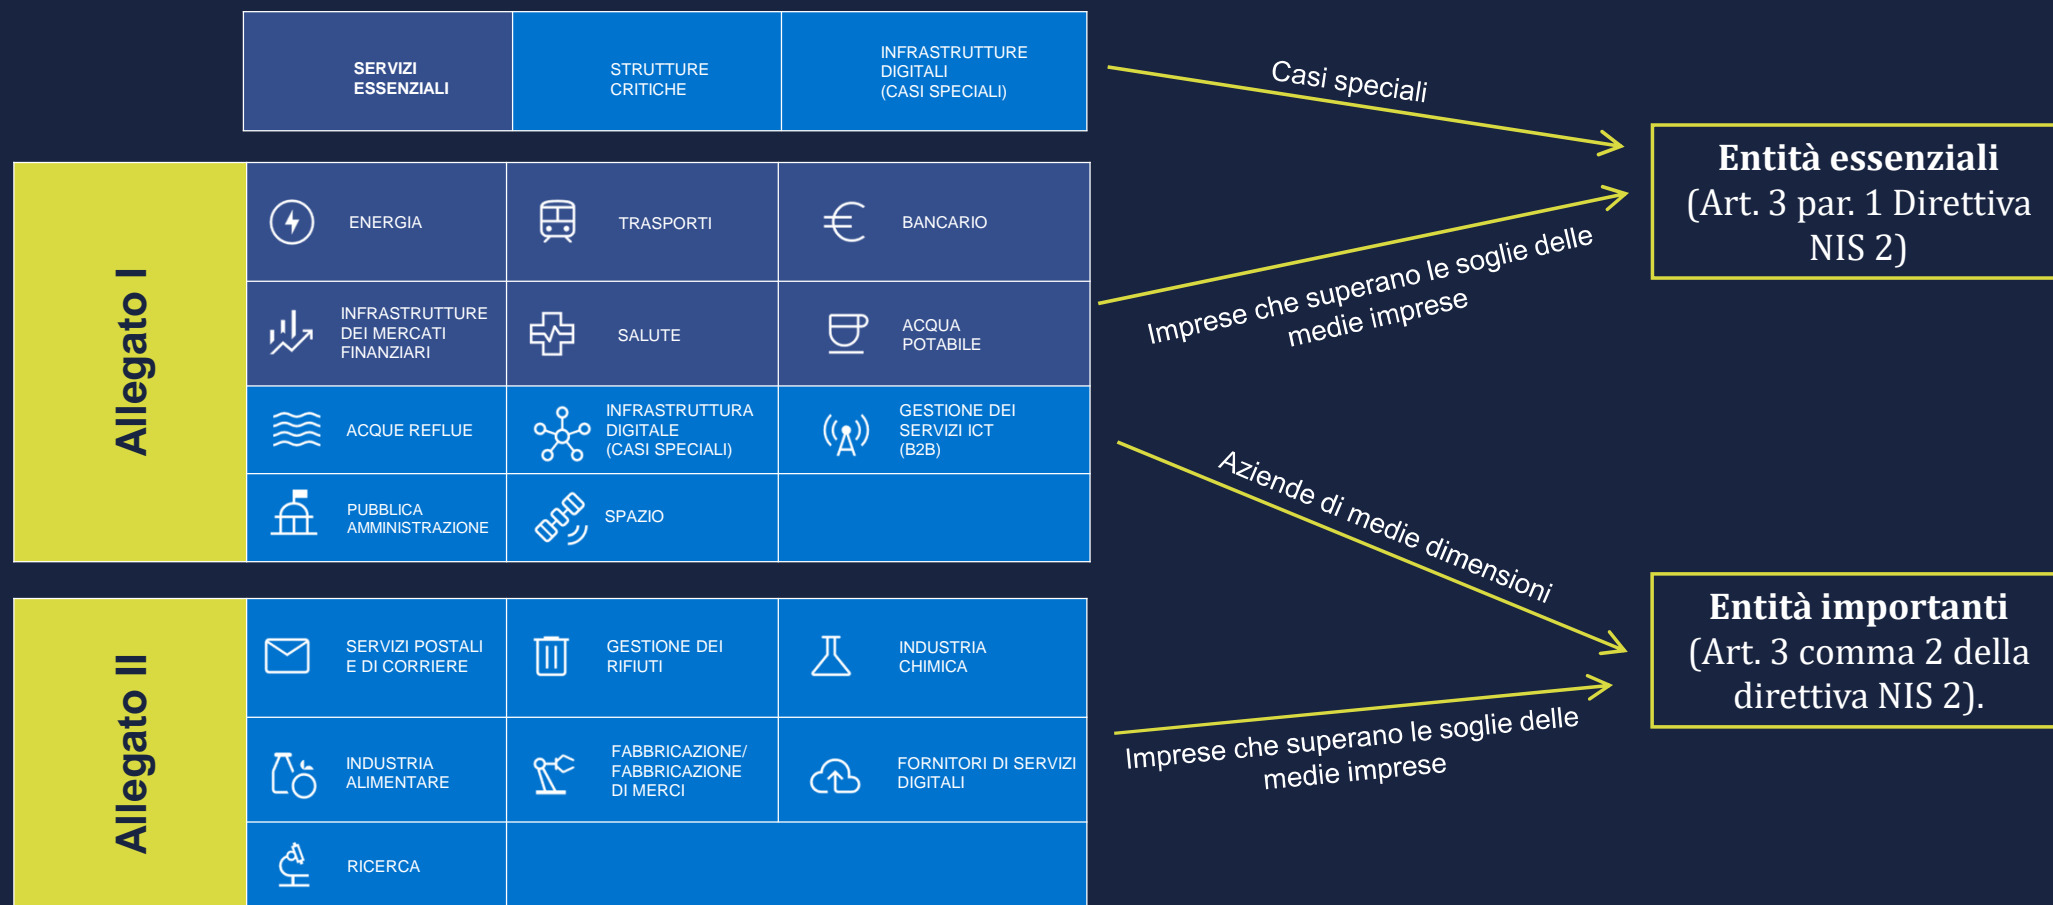 SERVIZI
ESSENZIALI
STRUTTURE
CRITICHE
INFRASTRUTTURE
DIGITALI
(CASI SPECIALI)
Casi speciali
Entità essenziali
(Art. 3 par. 1 Direttiva
NIS 2)
Allegato I
ENERGIA
TRASPORTI
BANCARIO
INFRASTRUTTURE
DEI MERCATI
FINANZIARI
SALUTE
ACQUA
POTABILE
Imprese che superano le soglie delle
medie imprese
ACQUE REFLUE
INFRASTRUTTURA
DIGITALE
(CASI SPECIALI)
GESTIONE DEI
SERVIZI ICT
(B2B)
PUBBLICA
AMMINISTRAZIONE
SPAZIO
Aziende di medie dimensioni
Entità importanti
(Art. 3 comma 2 della
direttiva NIS 2).
Allegato II
SERVIZI POSTALI
E DI CORRIERE
GESTIONE DEI
RIFIUTI
INDUSTRIA
CHIMICA
INDUSTRIA
ALIMENTARE
FABBRICAZIONE/
FABBRICAZIONE
DI MERCI
FORNITORI DI SERVIZI
DIGITALI
Imprese che superano le soglie delle
medie imprese
RICERCA